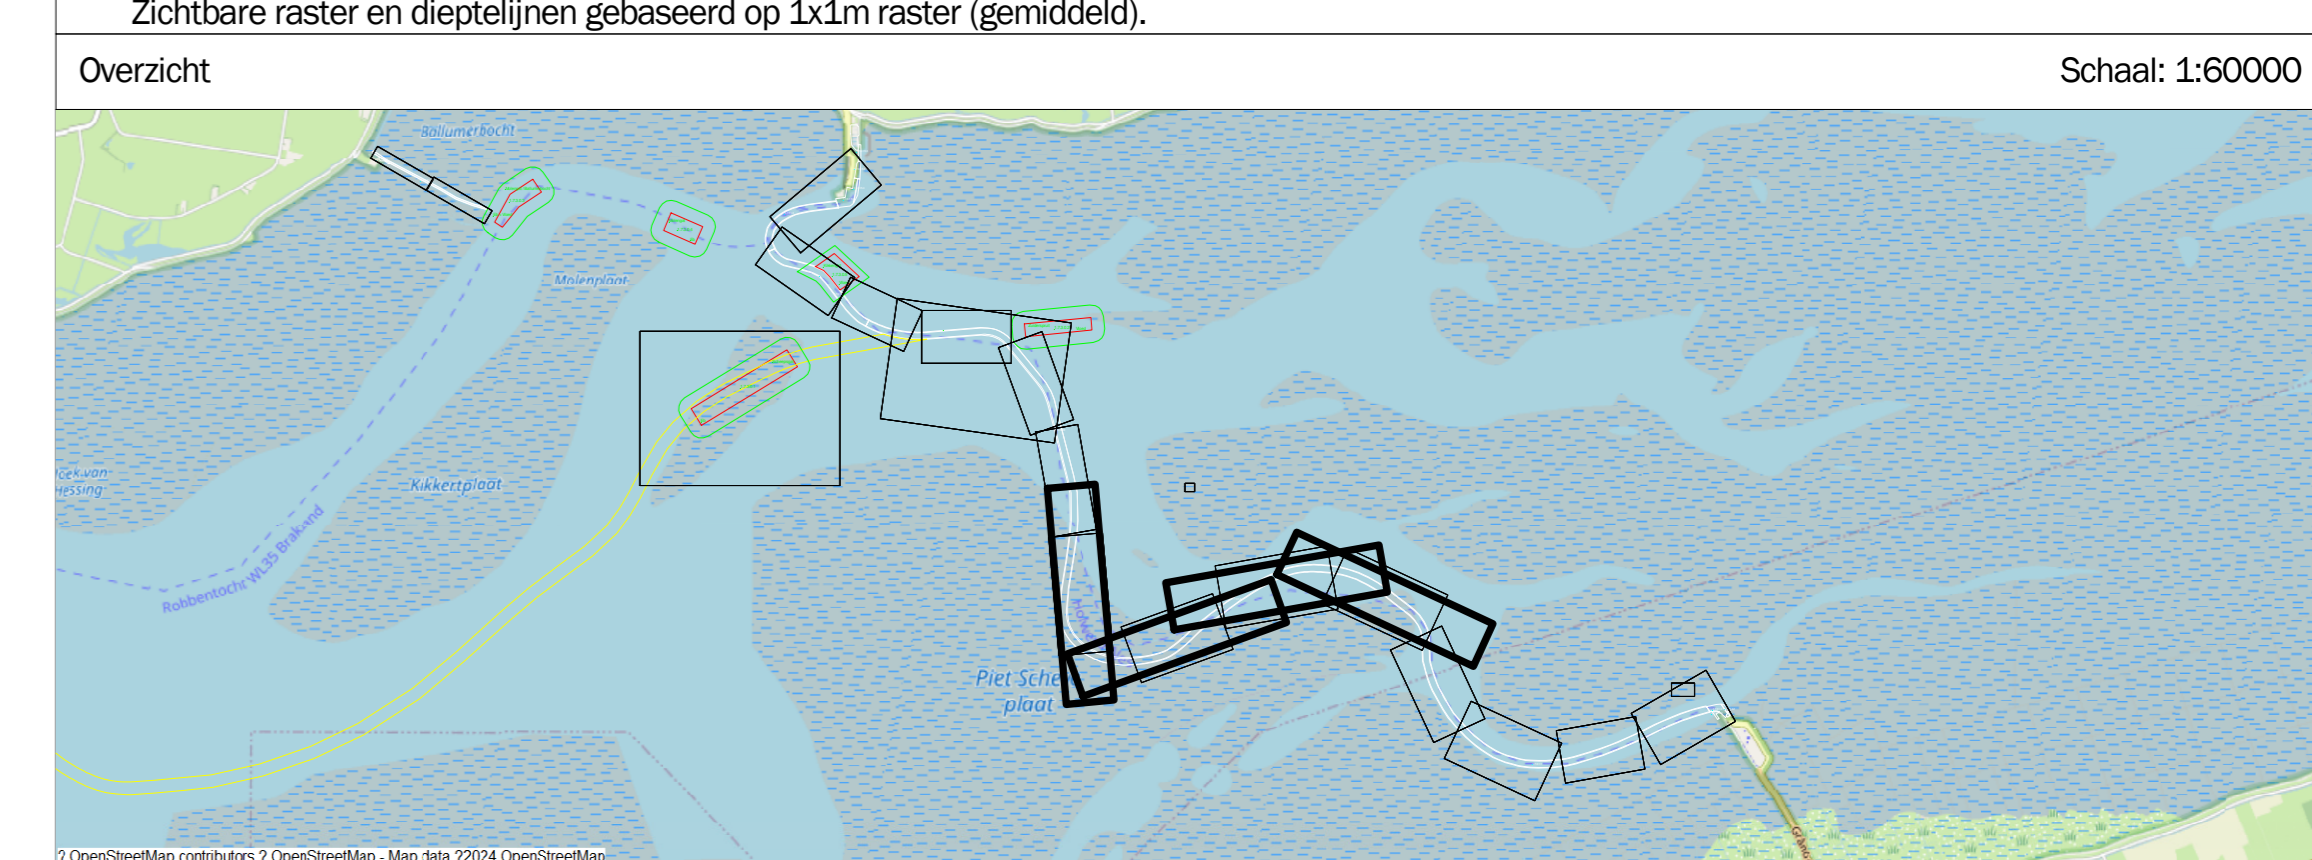 Zichtbare raster en dieptelijnen gebaseerd op 1x1m raster (gemiddeld).
Overzicht
Schaal: 1:60000
Ballumerbocht
Molenplaat
Kikkertplaat
Robbentocht WL35 Brakzand
Piet Sche
plaat
? OpenStreetMap contributors ? OpenStreetMap - Map data ?2024 OpenStreetMap